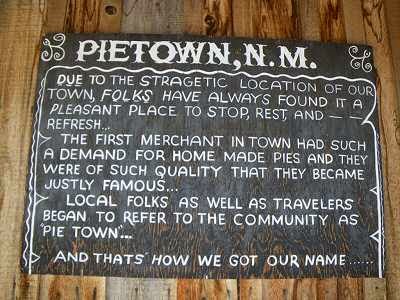 PIETOWN, N.M.
DUE TO THE STRAGETIC LOCATION OF OUR
TOWN, FOLKS HAVE ALWAYS FOUND IT A
PLEASANT PLACE TO STOP, REST, AND — —
REFRESH...
THE FIRST MERCHANT IN TOWN HAD SUCH
A DEMAND FOR HOME MADE PIES AND THEY
WERE OF SUCH QUALITY THAT THEY BECAME
JUSTLY FAMOUS...
LOCAL FOLKS AS WELL AS TRAVELERS
BEGAN TO REFER TO THE COMMUNITY AS
"PIE TOWN"...
AND THATS' HOW WE GOT OUR NAME......